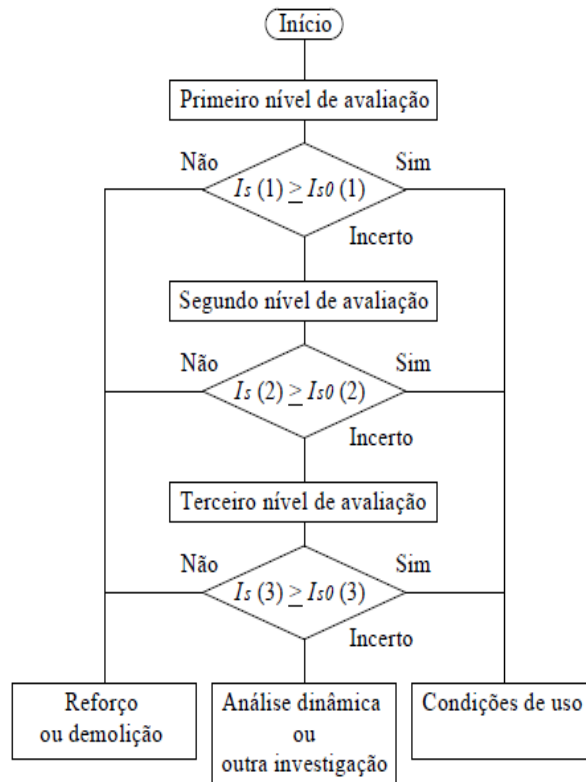 Início
Primeiro nível de avaliação
Não
Sim
Is (1) ≥ Is0 (1)
Incerto
Segundo nível de avaliação
Não
Sim
Is (2) ≥ Is0 (2)
Incerto
Terceiro nível de avaliação
Não
Sim
Is (3) ≥ Is0 (3)
Incerto
Reforço
ou demolição
Análise dinâmica
ou
outra investigação
Condições de uso